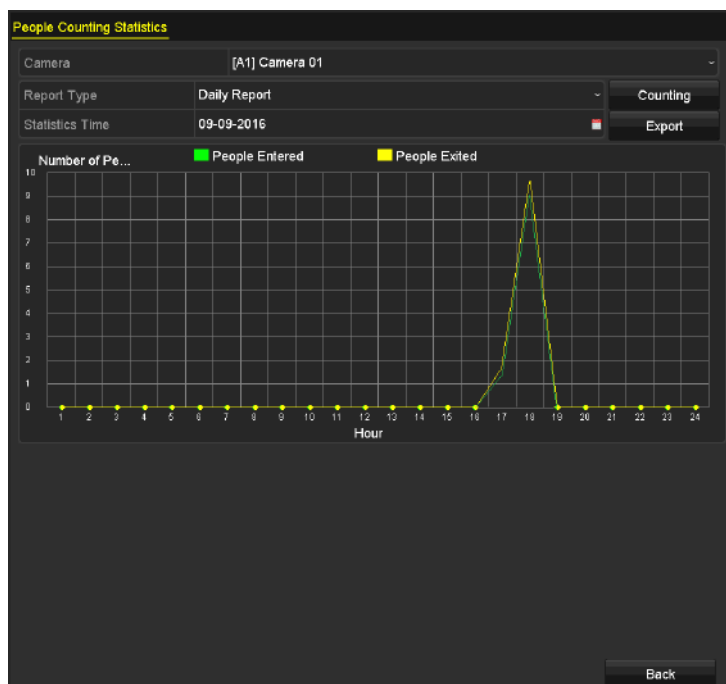 People Counting Statistics
Camera [A1] Camera 01
Report Type Daily Report Counting
Statistics Time 09-09-2016 Export
Number of Pe... People Entered People Exited
10
9
8
7
6
5
4
3
2
1
0
1 2 3 4 5 6 7 8 9 10 11 12 13 14 15 16 17 18 19 20 21 22 23 24
Hour
Back